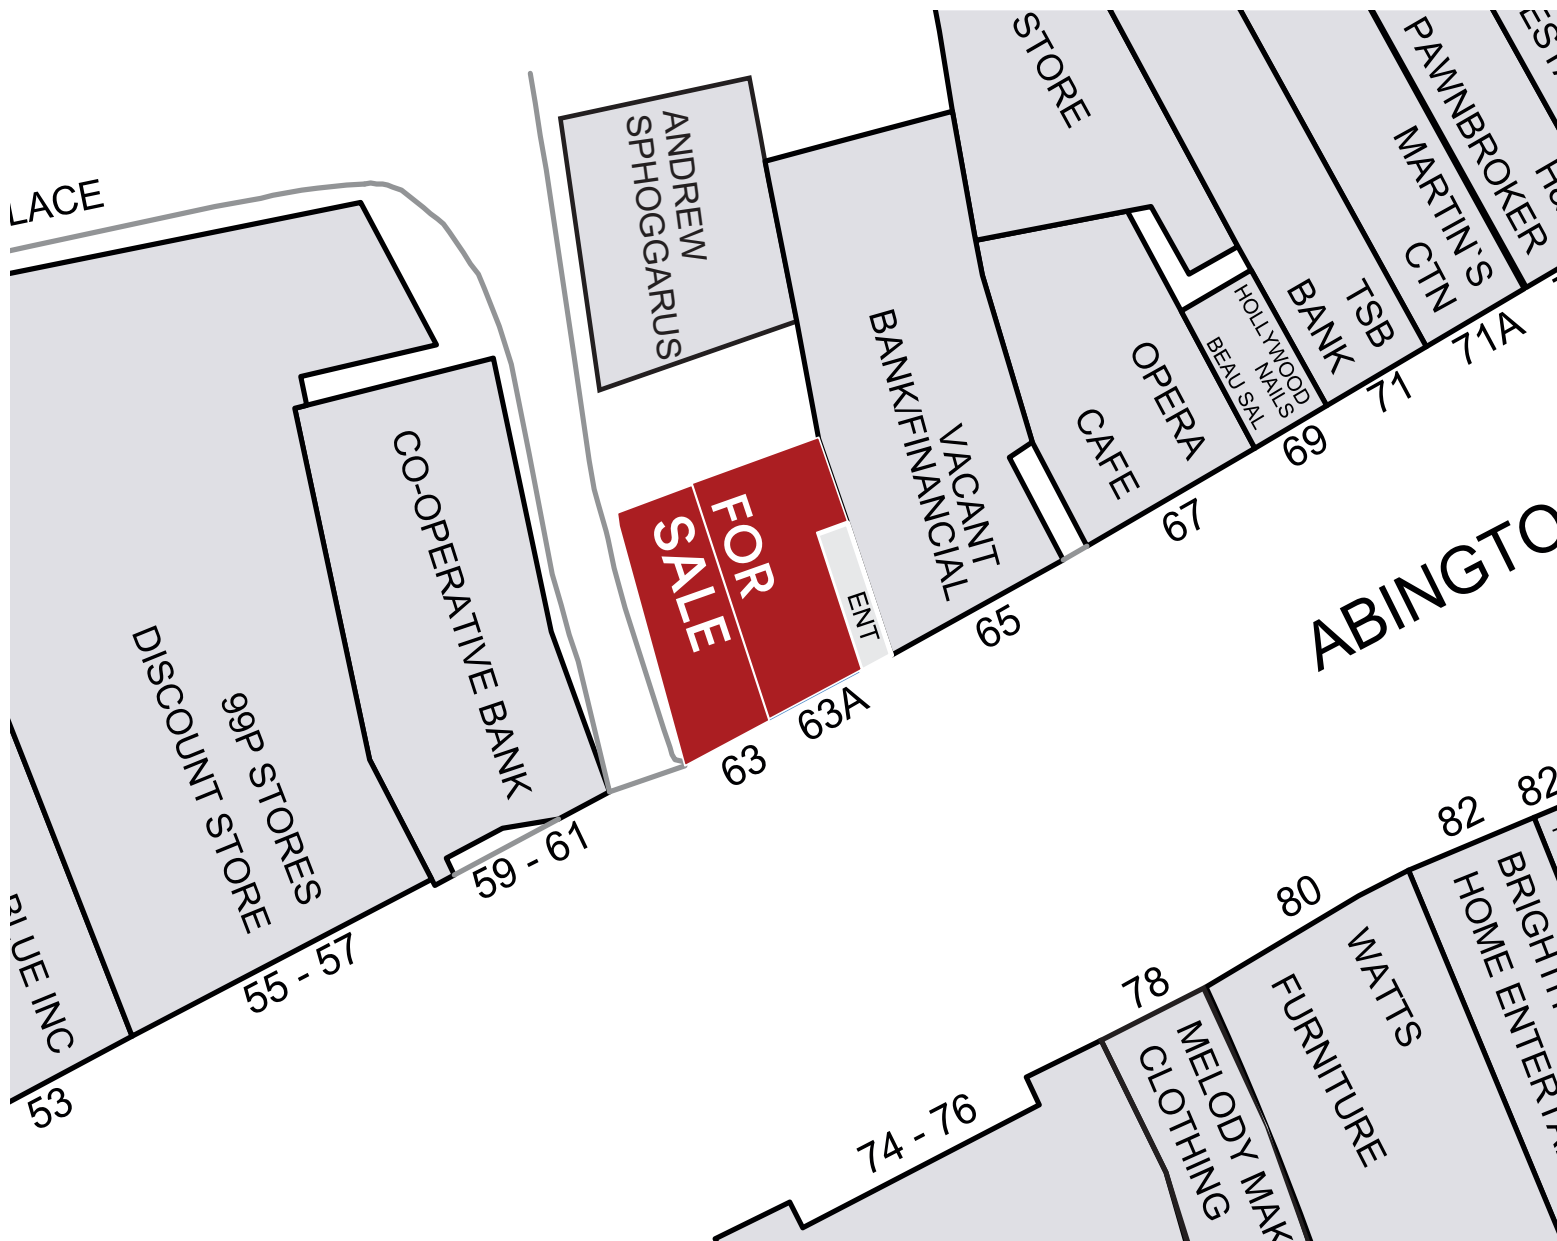 LACE
ANDREW
SPHOGGARUS
STORE
PAWNBROKER
MARTIN`S
CTN
TSB
BANK
HOLLYWOOD
NAILS
BEAU SAL
OPERA
CAFE
VACANT
BANK/FINANCIAL
FOR
SALE
ENT
CO-OPERATIVE BANK
99P STORES
DISCOUNT STORE
BLUE INC
53
55 - 57
59 - 61
63
63A
65
67
69
71
71A
ABINGTO
74 - 76
78
80
82
82
MELODY MAK
CLOTHING
WATTS
FURNITURE
BRIGHT
HOME ENTERTA